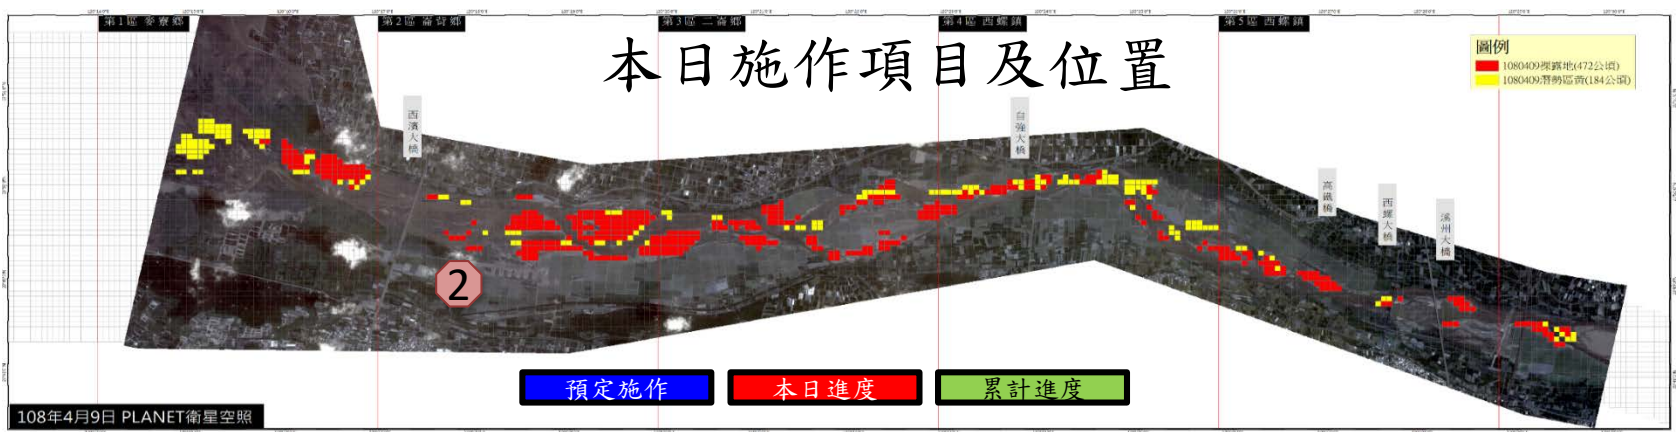 第1區 麥寮鄉
第2區 崙背鄉
第3區 二崙鄉
第4區 西螺鎮
第5區 西螺鎮
本日施作項目及位置
圖例
1080409裸露地(472公頃)
1080409潛勢區黃(184公頃)
西濱大橋
自強大橋
高鐵橋
西螺大橋
溪州大橋
2
預定施作
本日進度
累計進度
108年4月9日 PLANET衛星空照